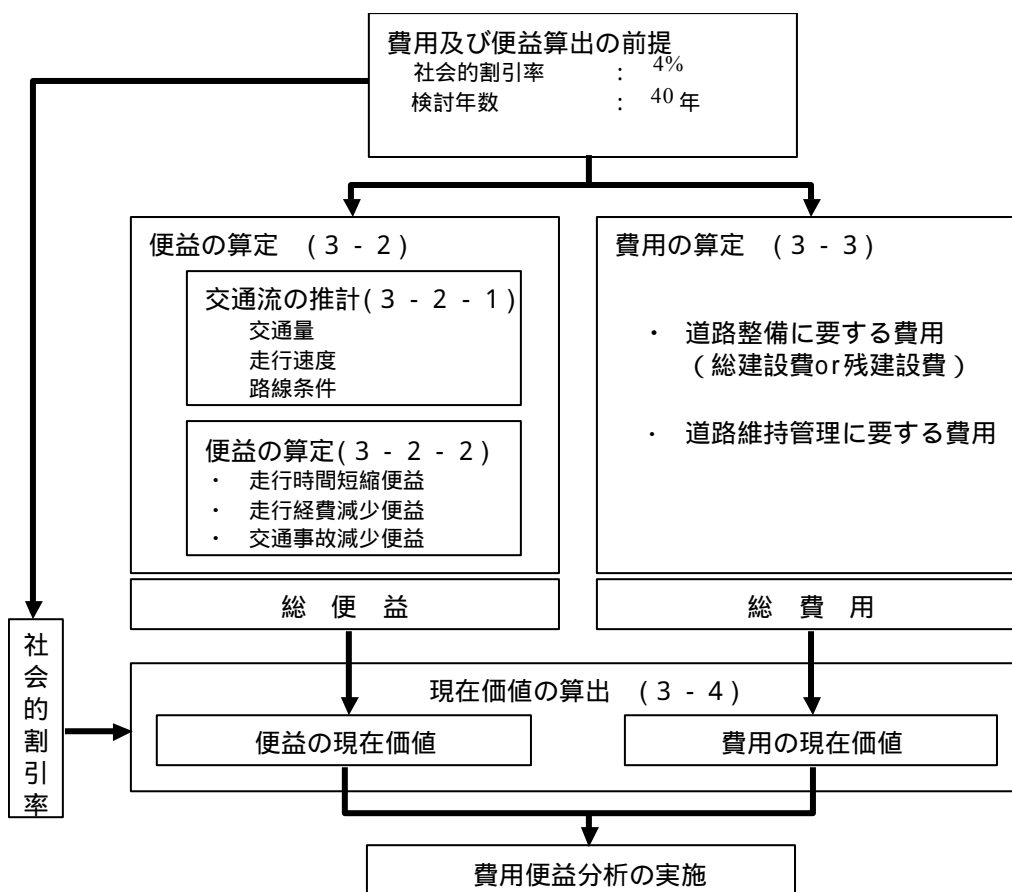 費用及び便益算出の前提
社会的割引率 : 4%
検討年数 : 40年
便益の算定 (3-2)
交通流の推計(3-2-1)
交通量
走行速度
路線条件
便益の算定(3-2-2)
・ 走行時間短縮便益
・ 走行経費減少便益
・ 交通事故減少便益
総 便 益
費用の算定 (3-3)
・ 道路整備に要する費用
(総建設費or残建設費)
・ 道路維持管理に要する費用
総 費 用
社会的割引率
現在価値の算出 (3-4)
便益の現在価値
費用の現在価値
費用便益分析の実施